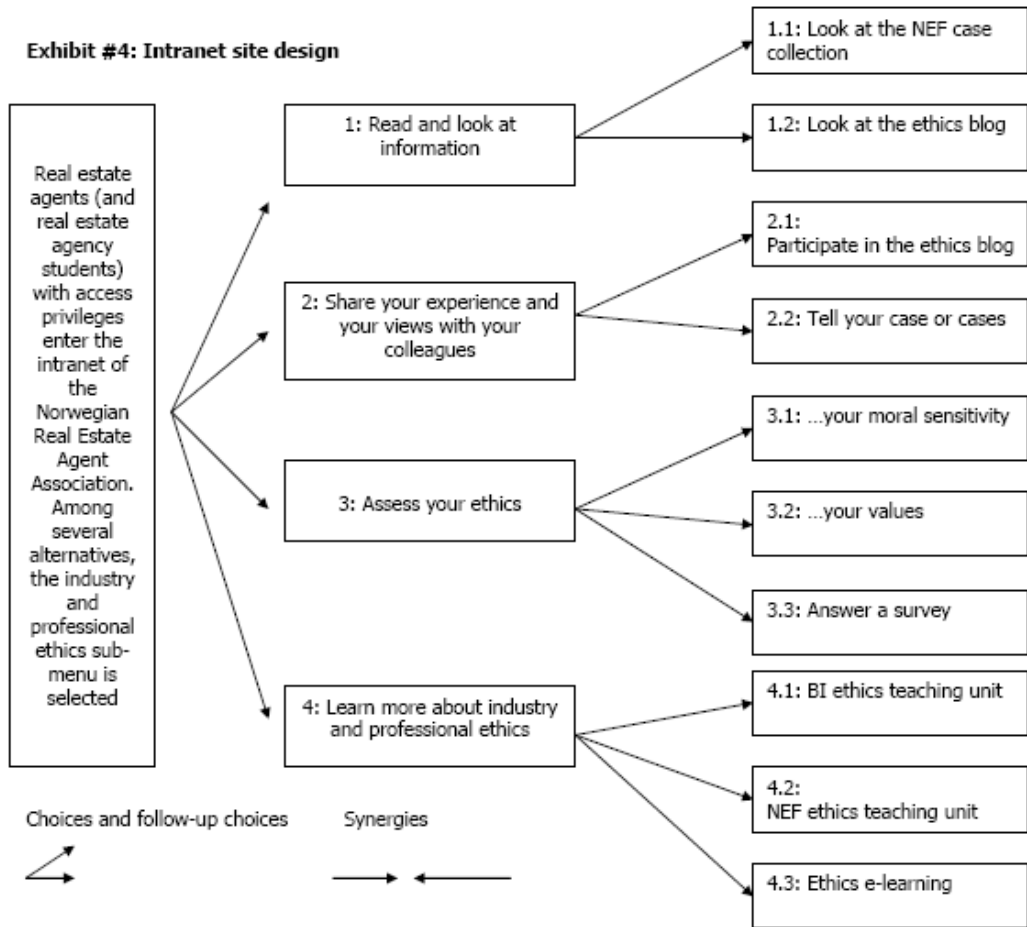 Exhibit #4: Intranet site design
Real estate
agents (and
real estate
agency
students)
with access
privileges
enter the
intranet of
the
Norwegian
Real Estate
Agent
Association.
Among
several
alternatives,
the industry
and
professional
ethics sub-
menu is
selected
1: Read and look at
information
2: Share your experience and
your views with your
colleagues
3: Assess your ethics
4: Learn more about industry
and professional ethics
1.1: Look at the NEF case
collection
1.2: Look at the ethics blog
2.1:
Participate in the ethics blog
2.2: Tell your case or cases
3.1: ...your moral sensitivity
3.2: ...your values
3.3: Answer a survey
4.1: BI ethics teaching unit
4.2:
NEF ethics teaching unit
4.3: Ethics e-learning
Choices and follow-up choices
Synergies